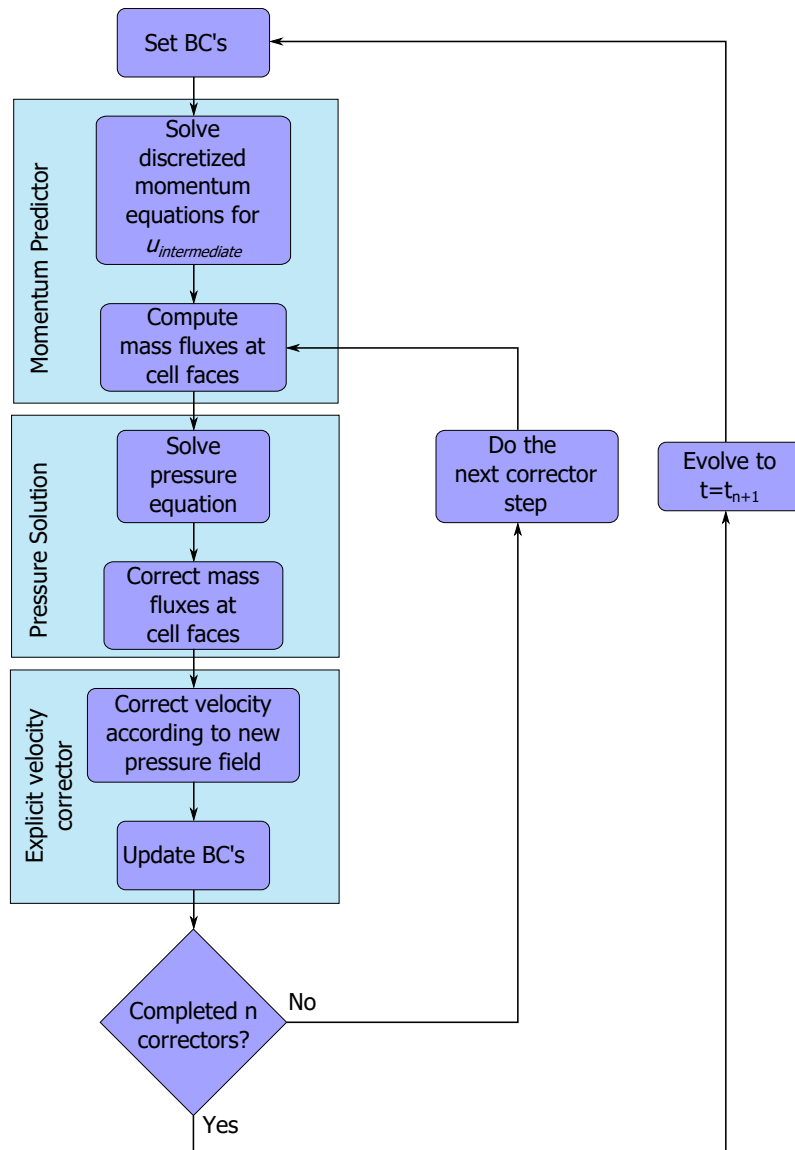 Set BC's
Momentum Predictor
Solve
discretized
momentum
equations for
u_intermediate
Compute
mass fluxes at
cell faces
Pressure Solution
Solve
pressure
equation
Correct mass
fluxes at
cell faces
Do the
next corrector
step
Evolve to
t=t_{n+1}
Explicit velocity
corrector
Correct velocity
according to new
pressure field
Update BC's
Completed n
correctors?
No
Yes